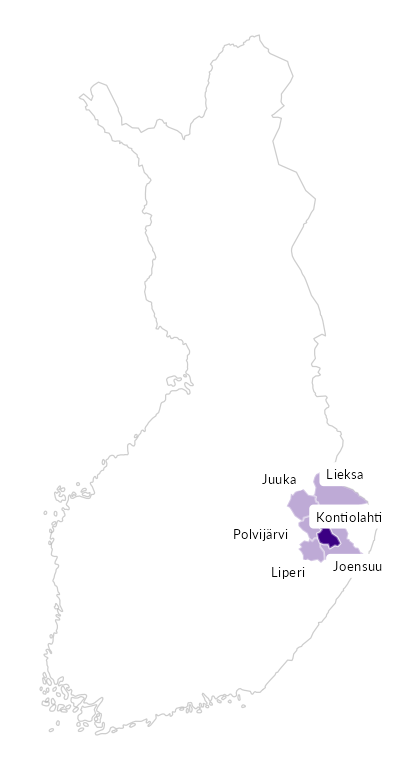 Lieksa
Juuka
Kontiolahti
Polvijärvi
Joensuu
Liperi